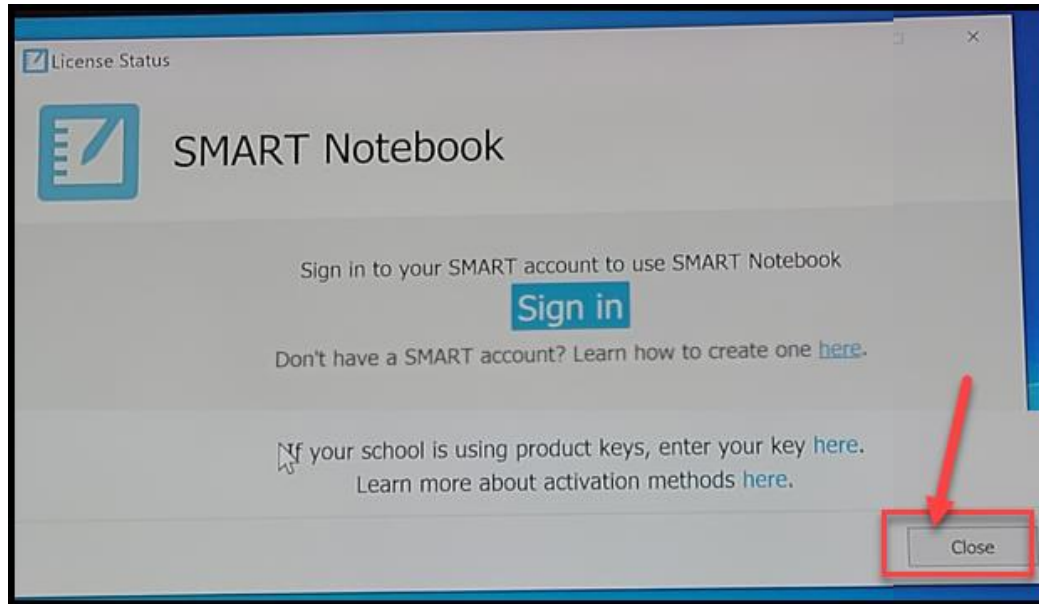 License Status
SMART Notebook
Sign in to your SMART account to use SMART Notebook
Sign in
Don't have a SMART account? Learn how to create one here.
If your school is using product keys, enter your key here.
Learn more about activation methods here.
Close